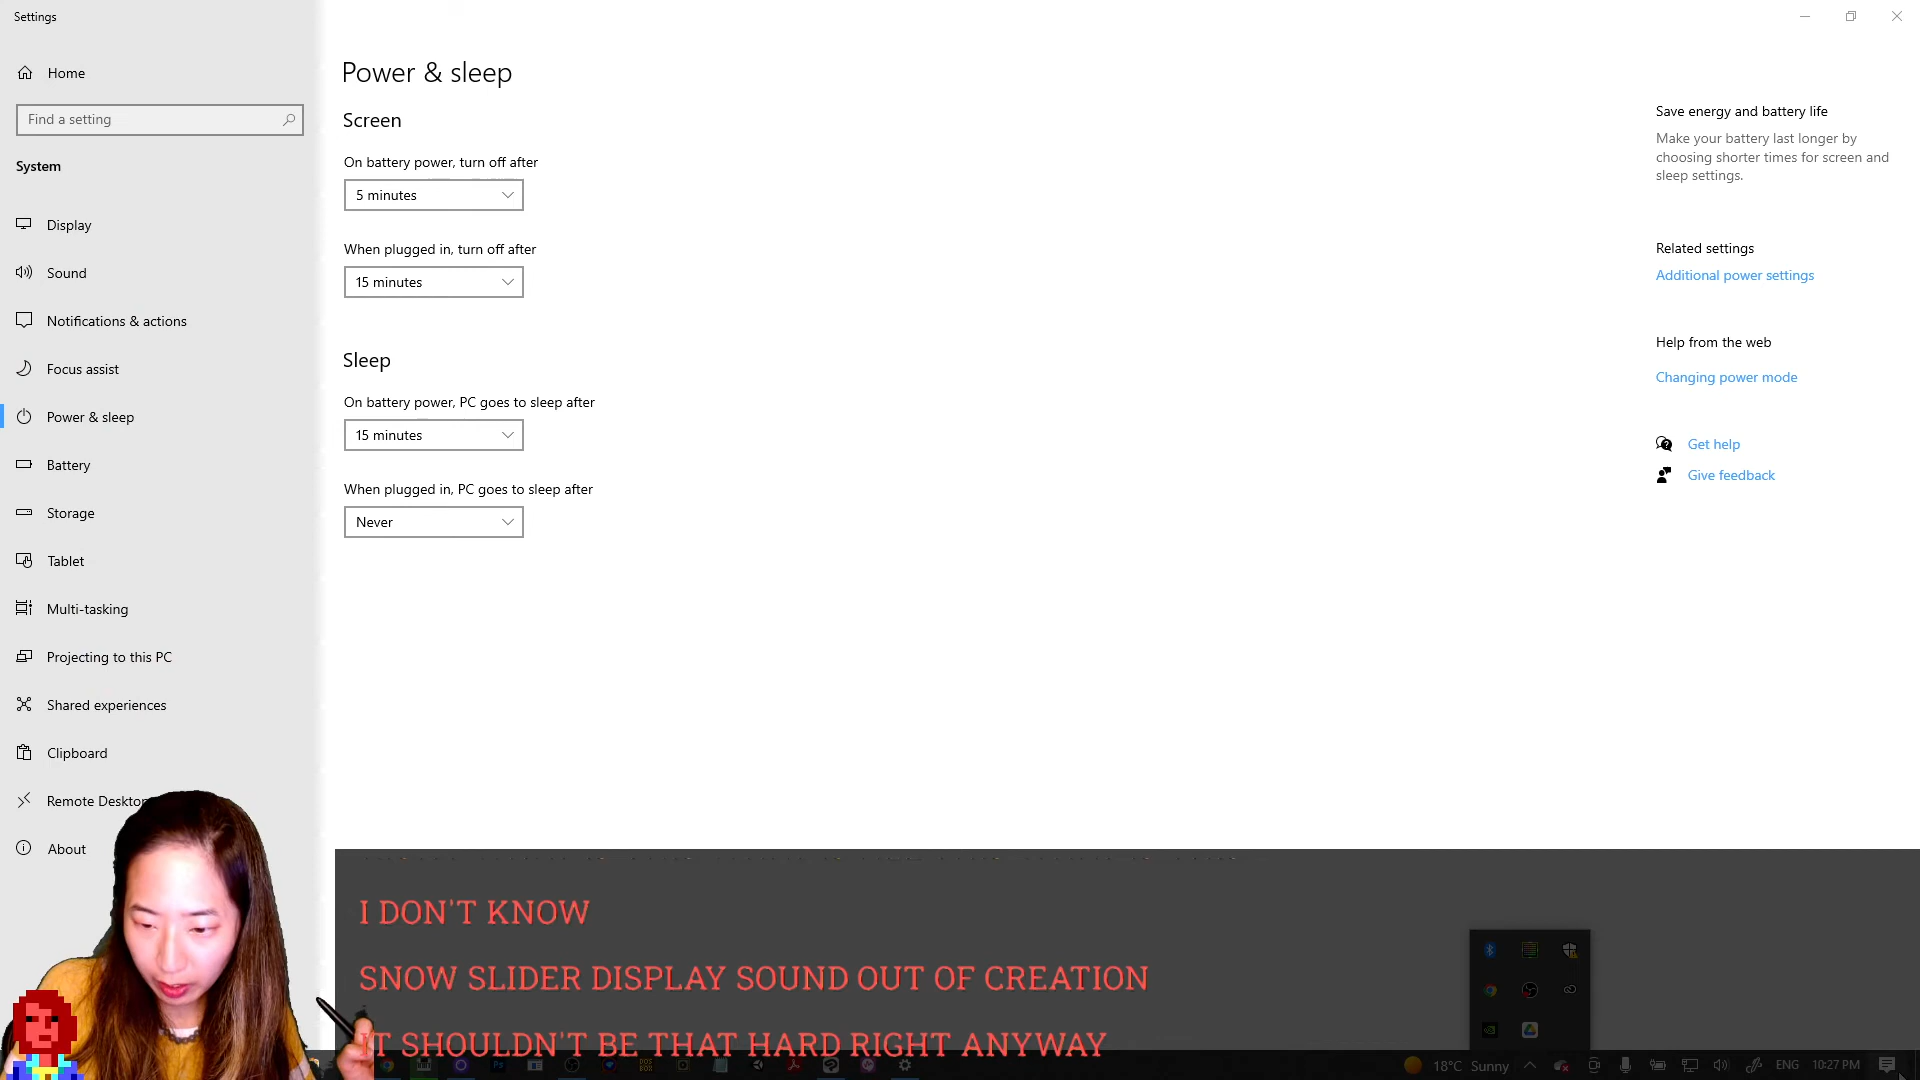 Settings
Home
Find a setting
System
Display
Sound
Notifications & actions
Focus assist
Power & sleep
Battery
Storage
Tablet
Multi-tasking
Projecting to this PC
Shared experiences
Clipboard
Remote Desktop
About
Power & sleep
Screen
On battery power, turn off after
5 minutes
When plugged in, turn off after
15 minutes
Sleep
On battery power, PC goes to sleep after
15 minutes
When plugged in, PC goes to sleep after
Never
Save energy and battery life
Make your battery last longer by
choosing shorter times for screen and
sleep settings.
Related settings
Additional power settings
Help from the web
Changing power mode
Get help
Give feedback
I DON'T KNOW
SNOW SLIDER DISPLAY SOUND OUT OF CREATION
IT SHOULDN'T BE THAT HARD RIGHT ANYWAY
18°C Sunny
ENG
10:27 PM